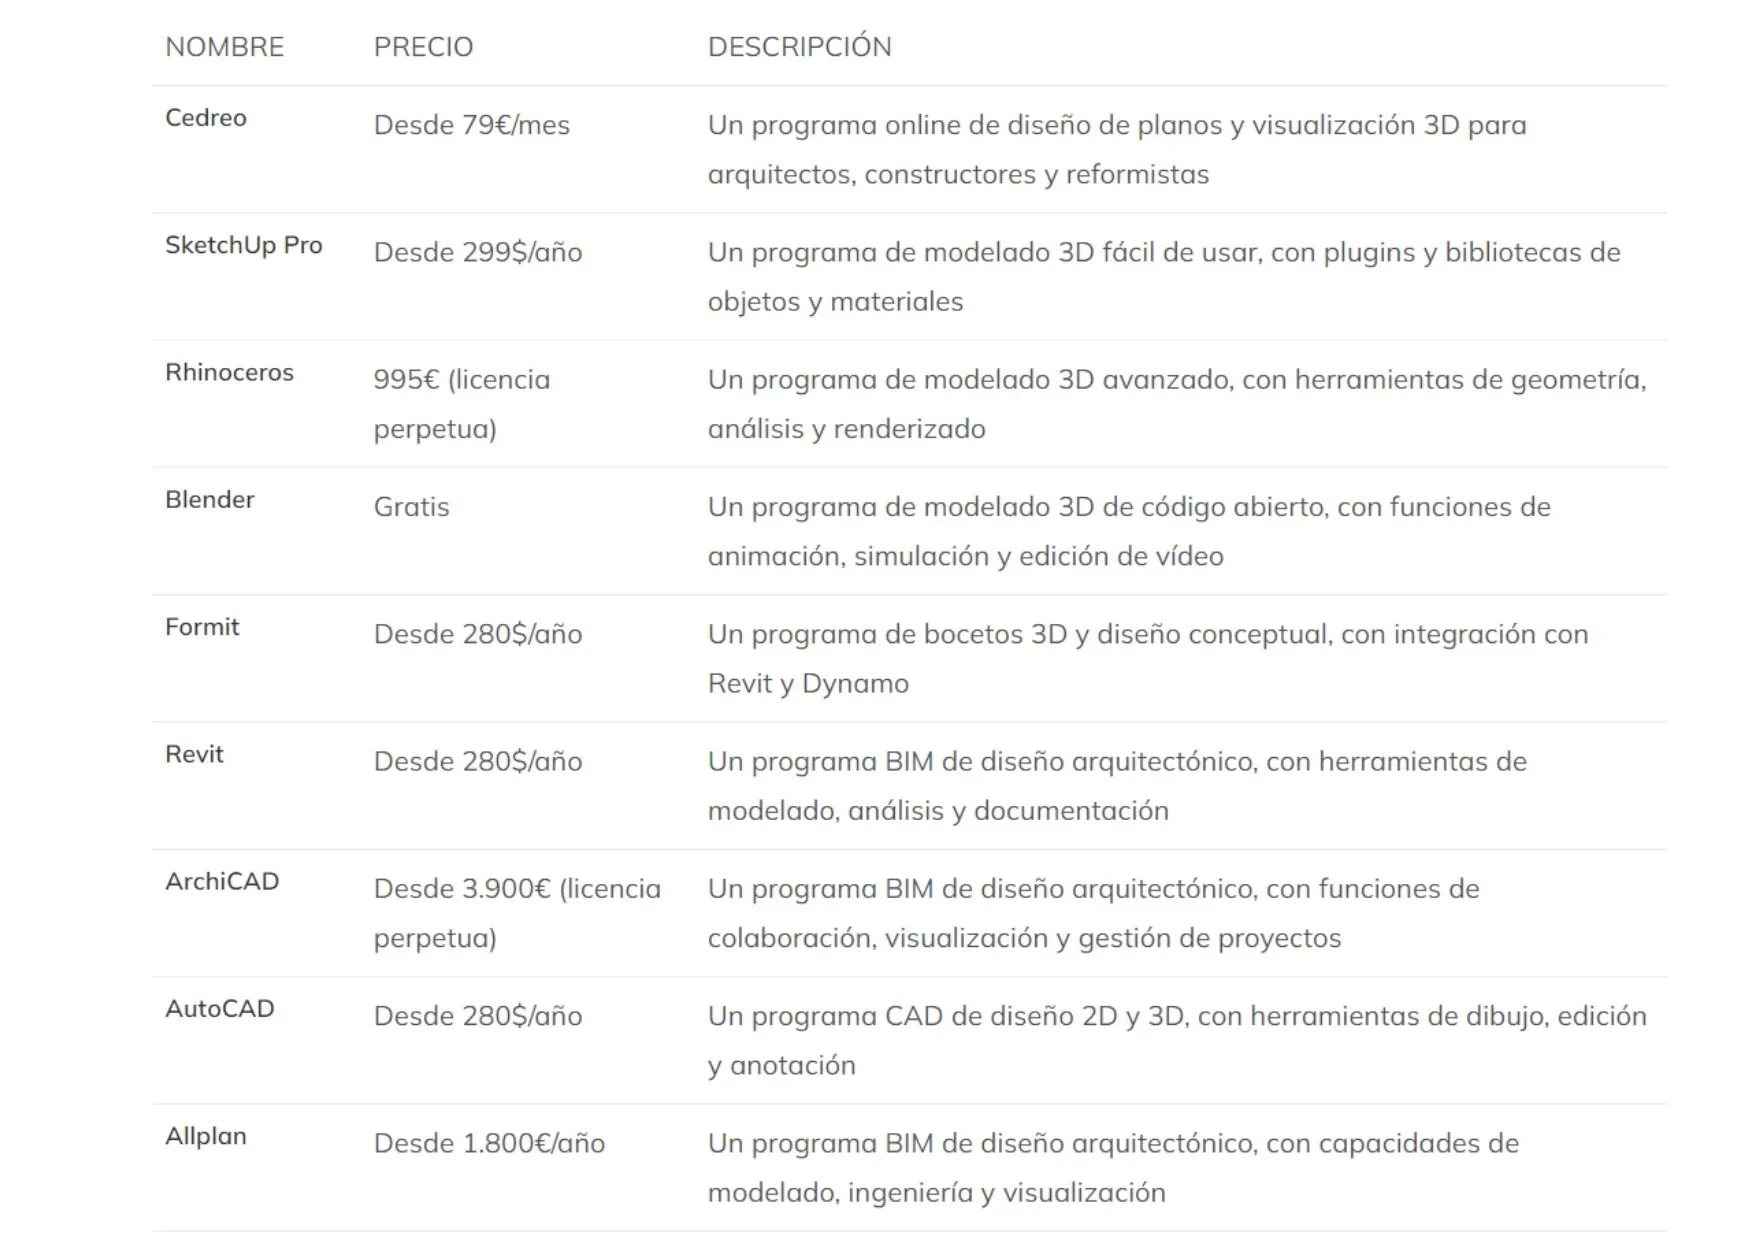 NOMBRE PRECIO DESCRIPCIÓN
Cedreo Desde 79€/mes Un programa online de diseño de planos y visualización 3D para
arquitectos, constructores y reformistas
SketchUp Pro Desde 299$/año Un programa de modelado 3D fácil de usar, con plugins y bibliotecas de
objetos y materiales
Rhinoceros 995€ (licencia Un programa de modelado 3D avanzado, con herramientas de geometría,
perpetua) análisis y renderizado
Blender Gratis Un programa de modelado 3D de código abierto, con funciones de
animación, simulación y edición de vídeo
Formit Desde 280$/año Un programa de bocetos 3D y diseño conceptual, con integración con
Revit y Dynamo
Revit Desde 280$/año Un programa BIM de diseño arquitectónico, con herramientas de
modelado, análisis y documentación
ArchiCAD Desde 3.900€ (licencia Un programa BIM de diseño arquitectónico, con funciones de
perpetua) colaboración, visualización y gestión de proyectos
AutoCAD Desde 280$/año Un programa CAD de diseño 2D y 3D, con herramientas de dibujo, edición
y anotación
Allplan Desde 1.800€/año Un programa BIM de diseño arquitectónico, con capacidades de
modelado, ingeniería y visualización